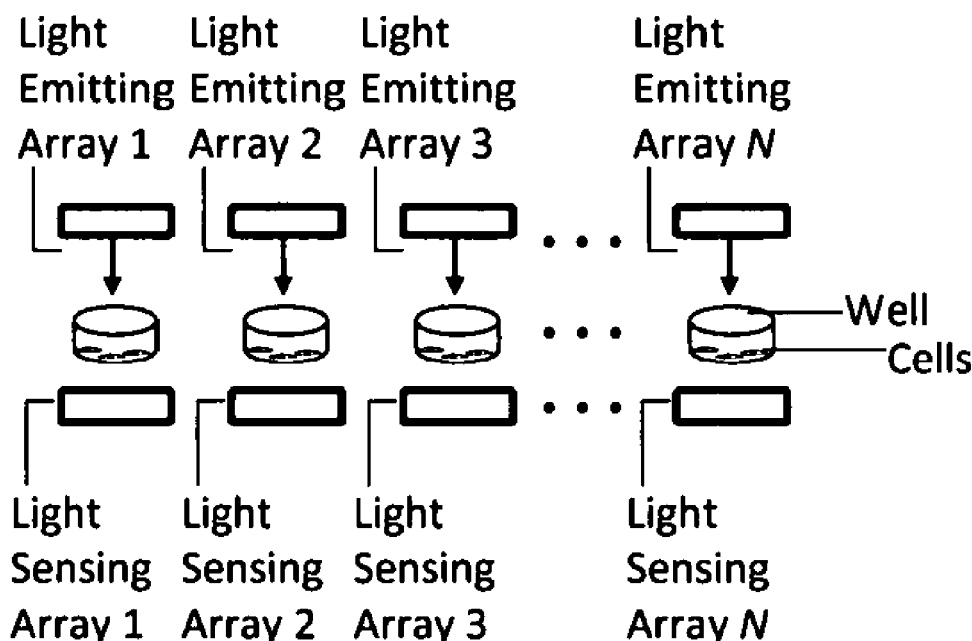 Light Light Light Light
Emitting Emitting Emitting Emitting
Array 1 Array 2 Array 3 Array N
Well
Cells
Light Light Light Light
Sensing Sensing Sensing Sensing
Array 1 Array 2 Array 3 Array N